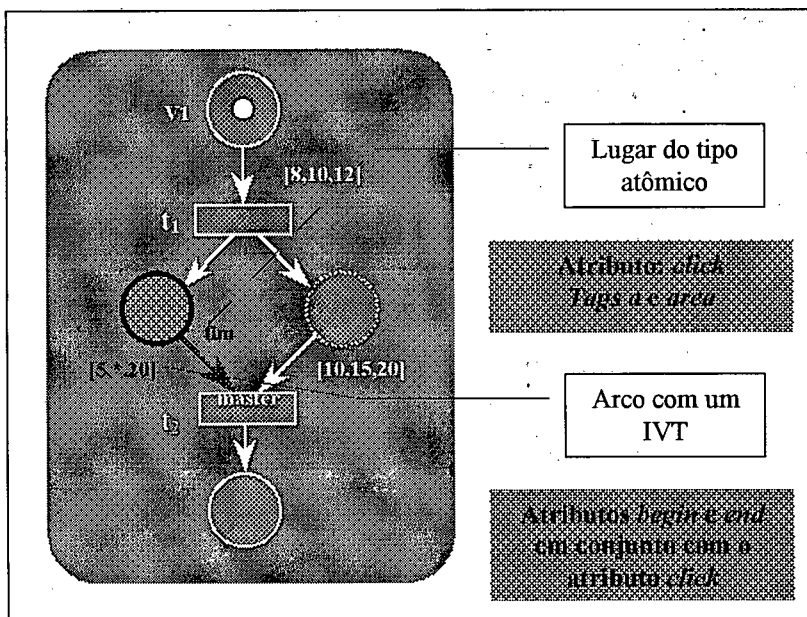 V1
[8,10,12]
t1
fim
[5,*,20]
[10,15,20]
master
t2
Lugar do tipo
atômico
Atributo: click
Tags a e area
Arco com um
IVT
Atributos begin e end
em conjunto com o
atributo click